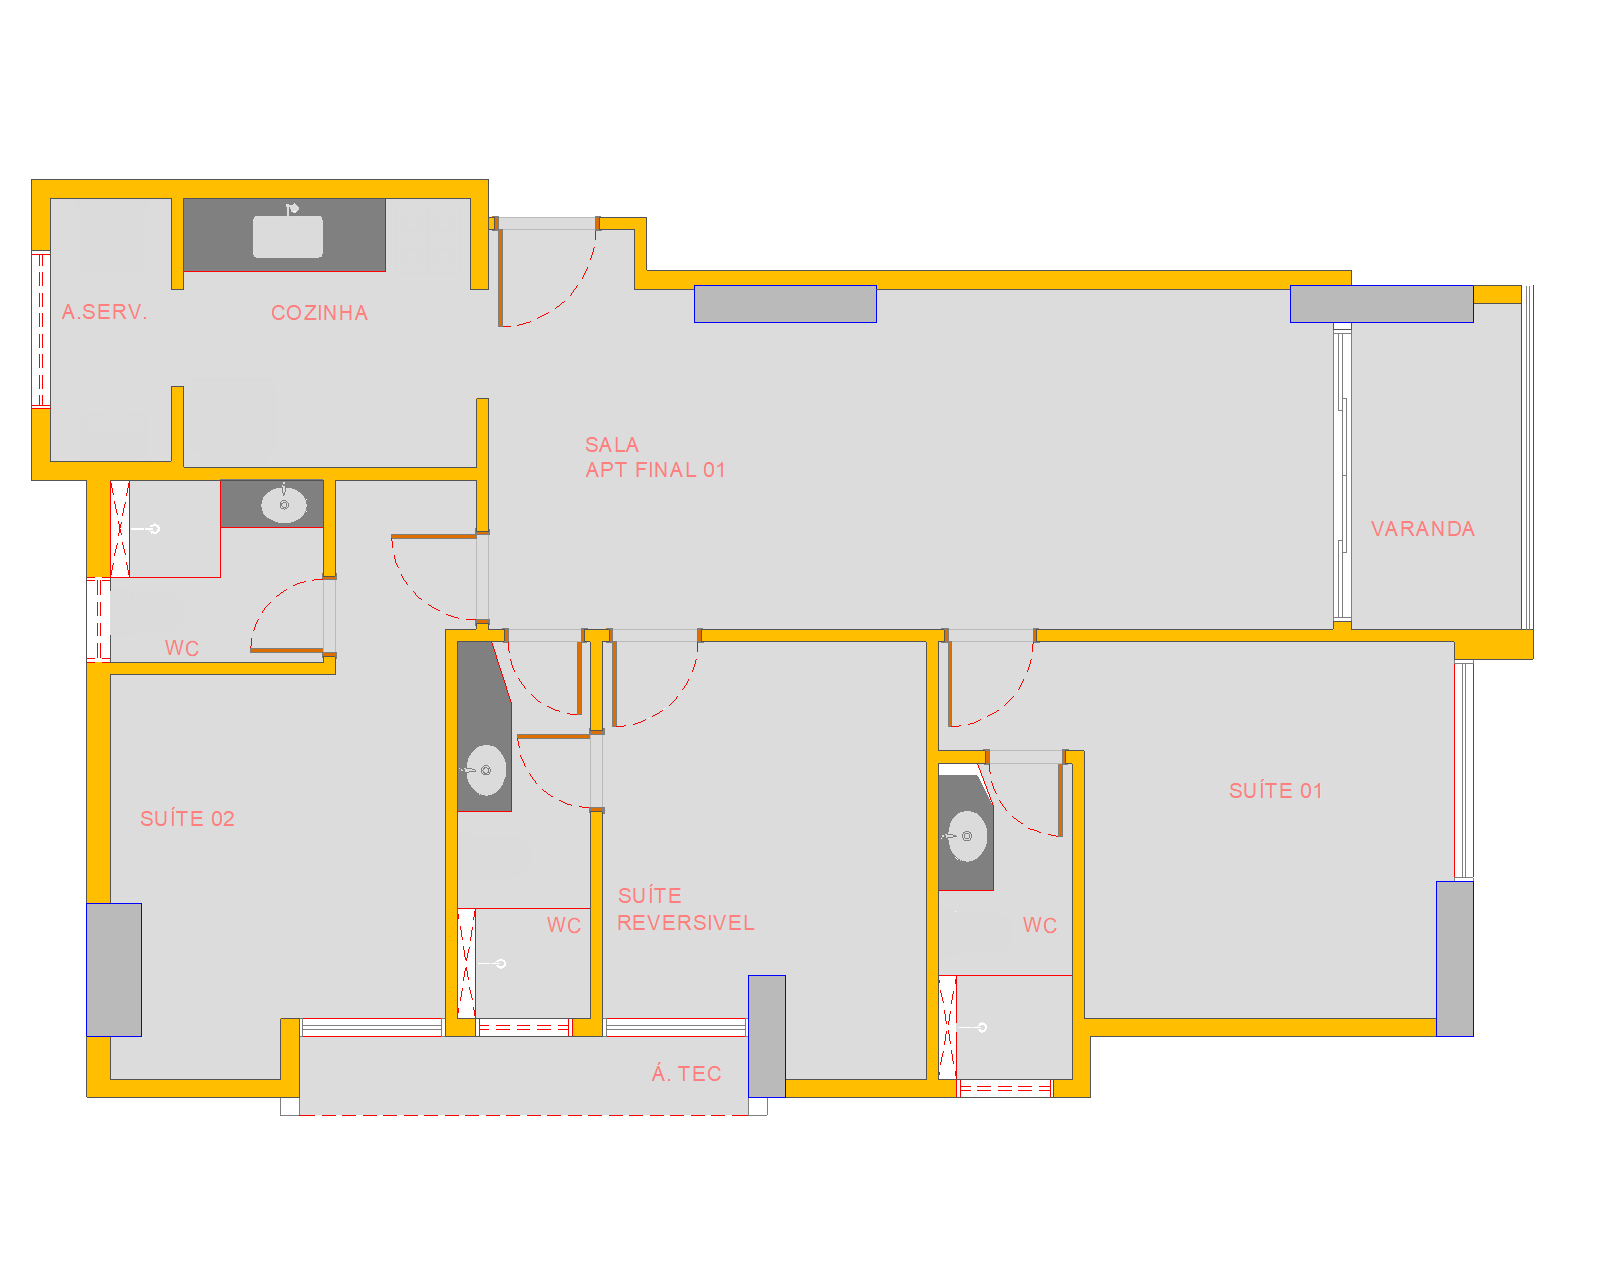 A.SERV.
COZINHA
SALA
APT FINAL 01
VARANDA
WC
SUÍTE 02
SUÍTE 01
SUÍTE
REVERSIVEL
WC
WC
Á. TEC